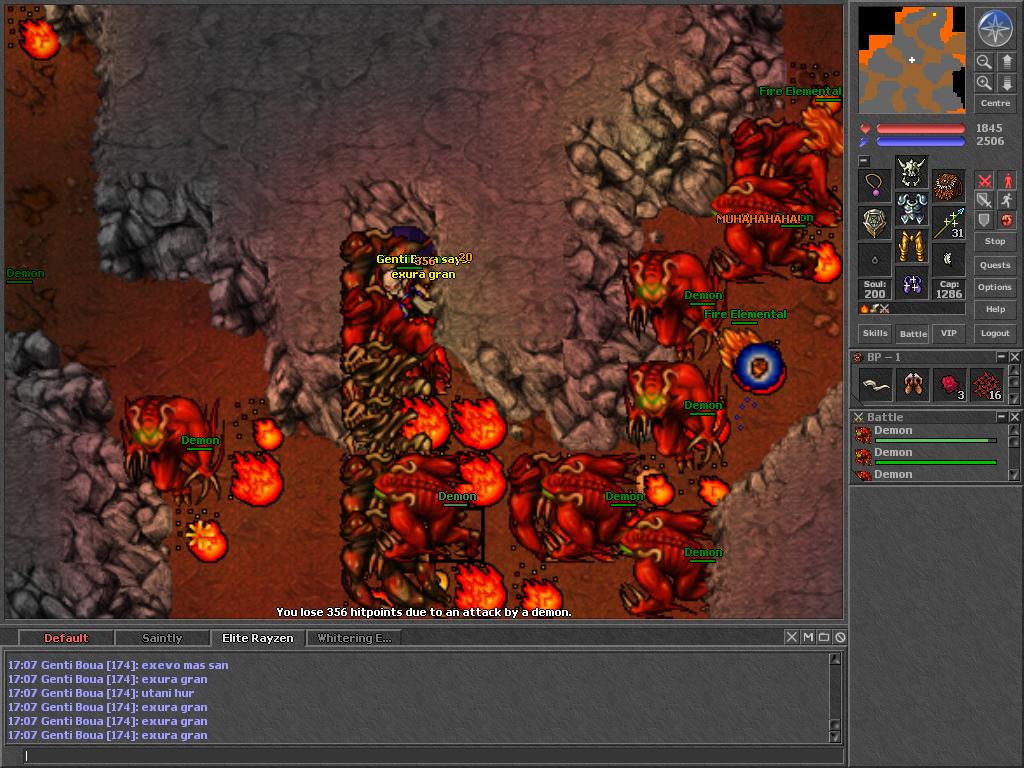 Fire Elemental
MUHAHAHAHA!
Demon
Genti Boua say
356
20
exura gran
Demon
Fire Elemental
Demon
Demon
Demon
Demon
Demon
You lose 356 hitpoints due to an attack by a demon.
Default
Saintly
Elite Rayzen
Whitering E...
17:07 Genti Boua [174]: exevo mas san
17:07 Genti Boua [174]: exura gran
17:07 Genti Boua [174]: utani hur
17:07 Genti Boua [174]: exura gran
17:07 Genti Boua [174]: exura gran
17:07 Genti Boua [174]: exura gran
Centre
1845
2506
31
Soul:
200
Cap:
1286
Stop
Quests
Options
Help
Skills
Battle
VIP
Logout
BP - 1
3
16
Battle
Demon
Demon
Demon